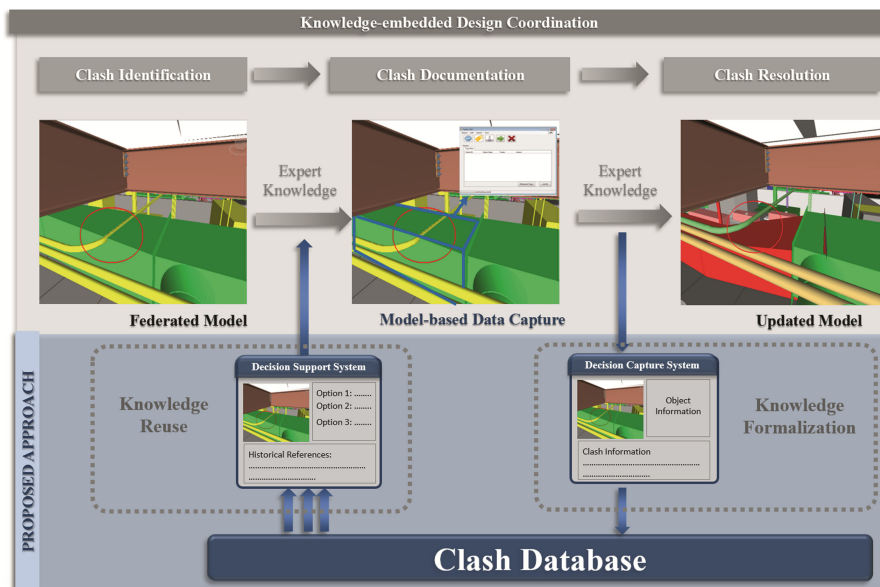 Knowledge-embedded Design Coordination
Clash Identification
Clash Documentation
Clash Resolution
Expert
Knowledge
Expert
Knowledge
Federated Model
Model-based Data Capture
Updated Model
PROPOSED APPROACH
Knowledge
Reuse
Decision Support System
Option 1: ........
Option 2: .......
Option 3: .......
Historical References:
....................................................
..............................
Decision Capture System
Object
Information
Clash Information
....................................................
..............................
Knowledge
Formalization
Clash Database